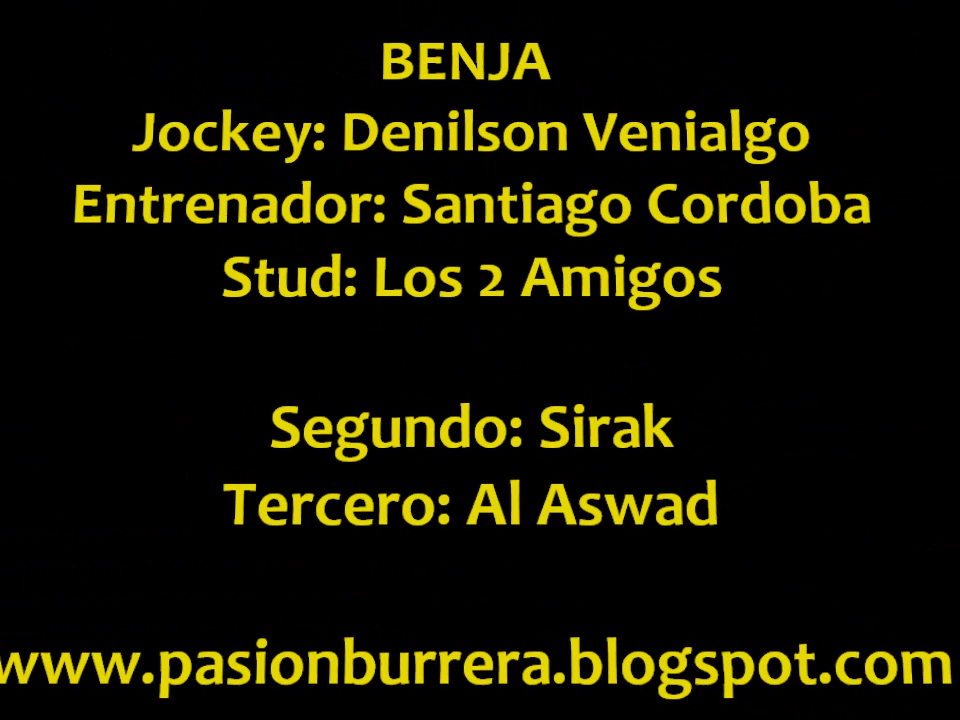 BENJA
Jockey: Denilson Venialgo
Entrenador: Santiago Cordoba
Stud: Los 2 Amigos
Segundo: Sirak
Tercero: Al Aswad
www.pasionburrera.blogspot.com